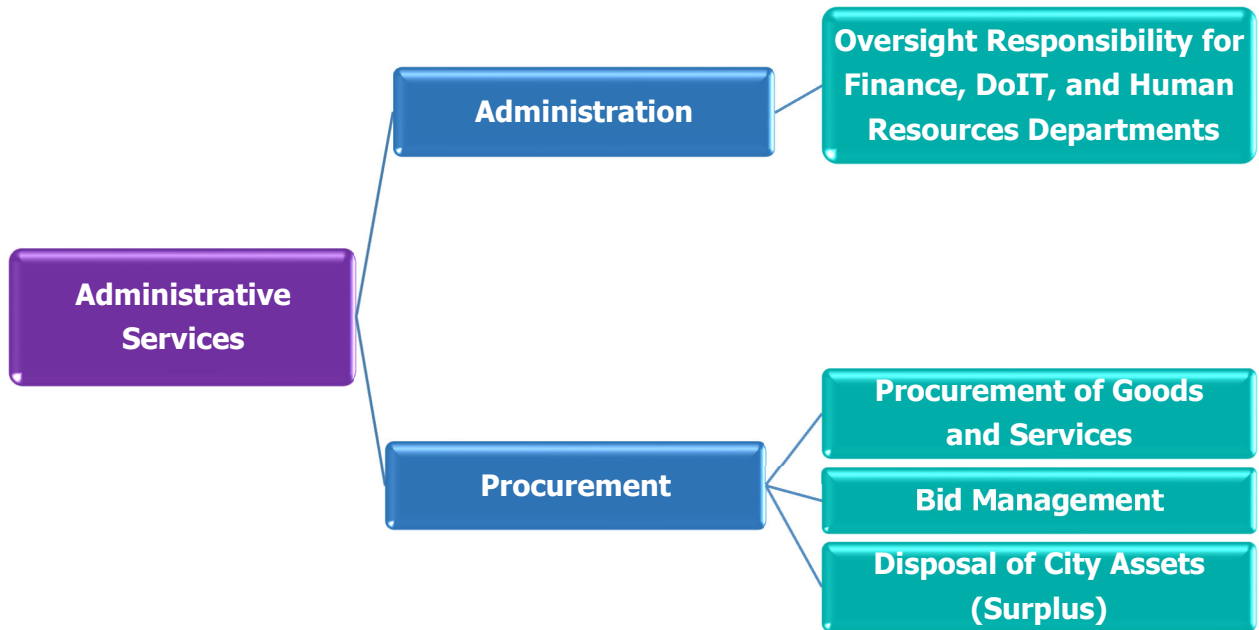 Oversight Responsibility for
Finance, DoIT, and Human
Resources Departments
Administration
Administrative
Services
Procurement of Goods
and Services
Procurement
Bid Management
Disposal of City Assets
(Surplus)